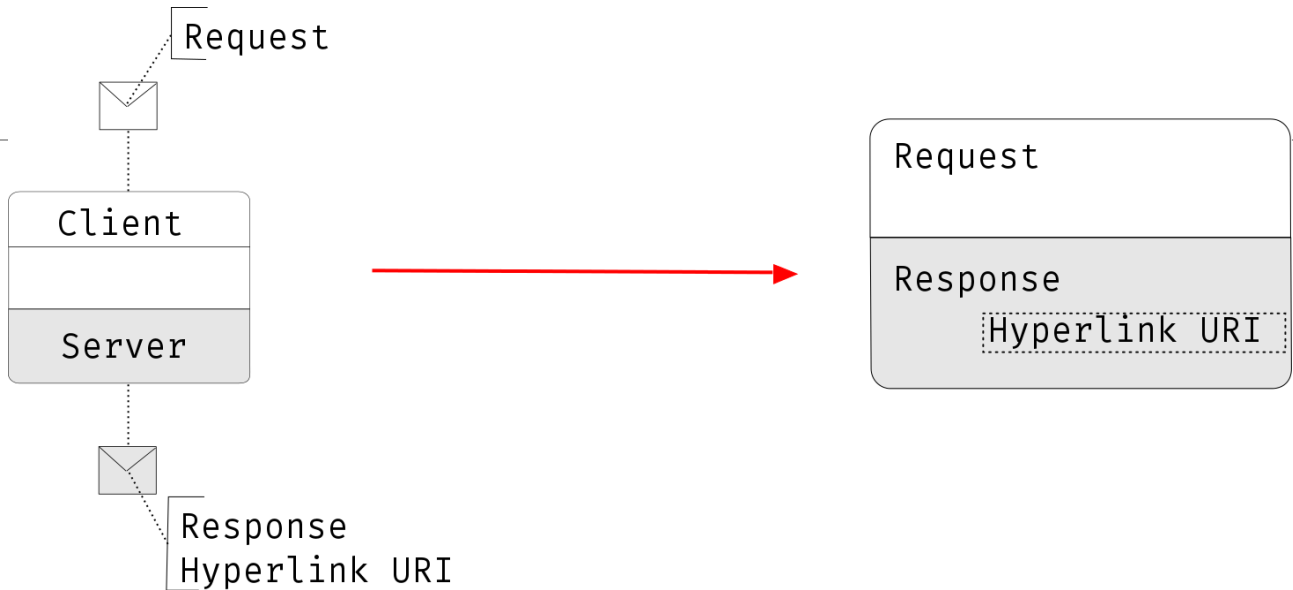 Request
Client
Server
Response
Hyperlink URI
Request
Response
Hyperlink URI